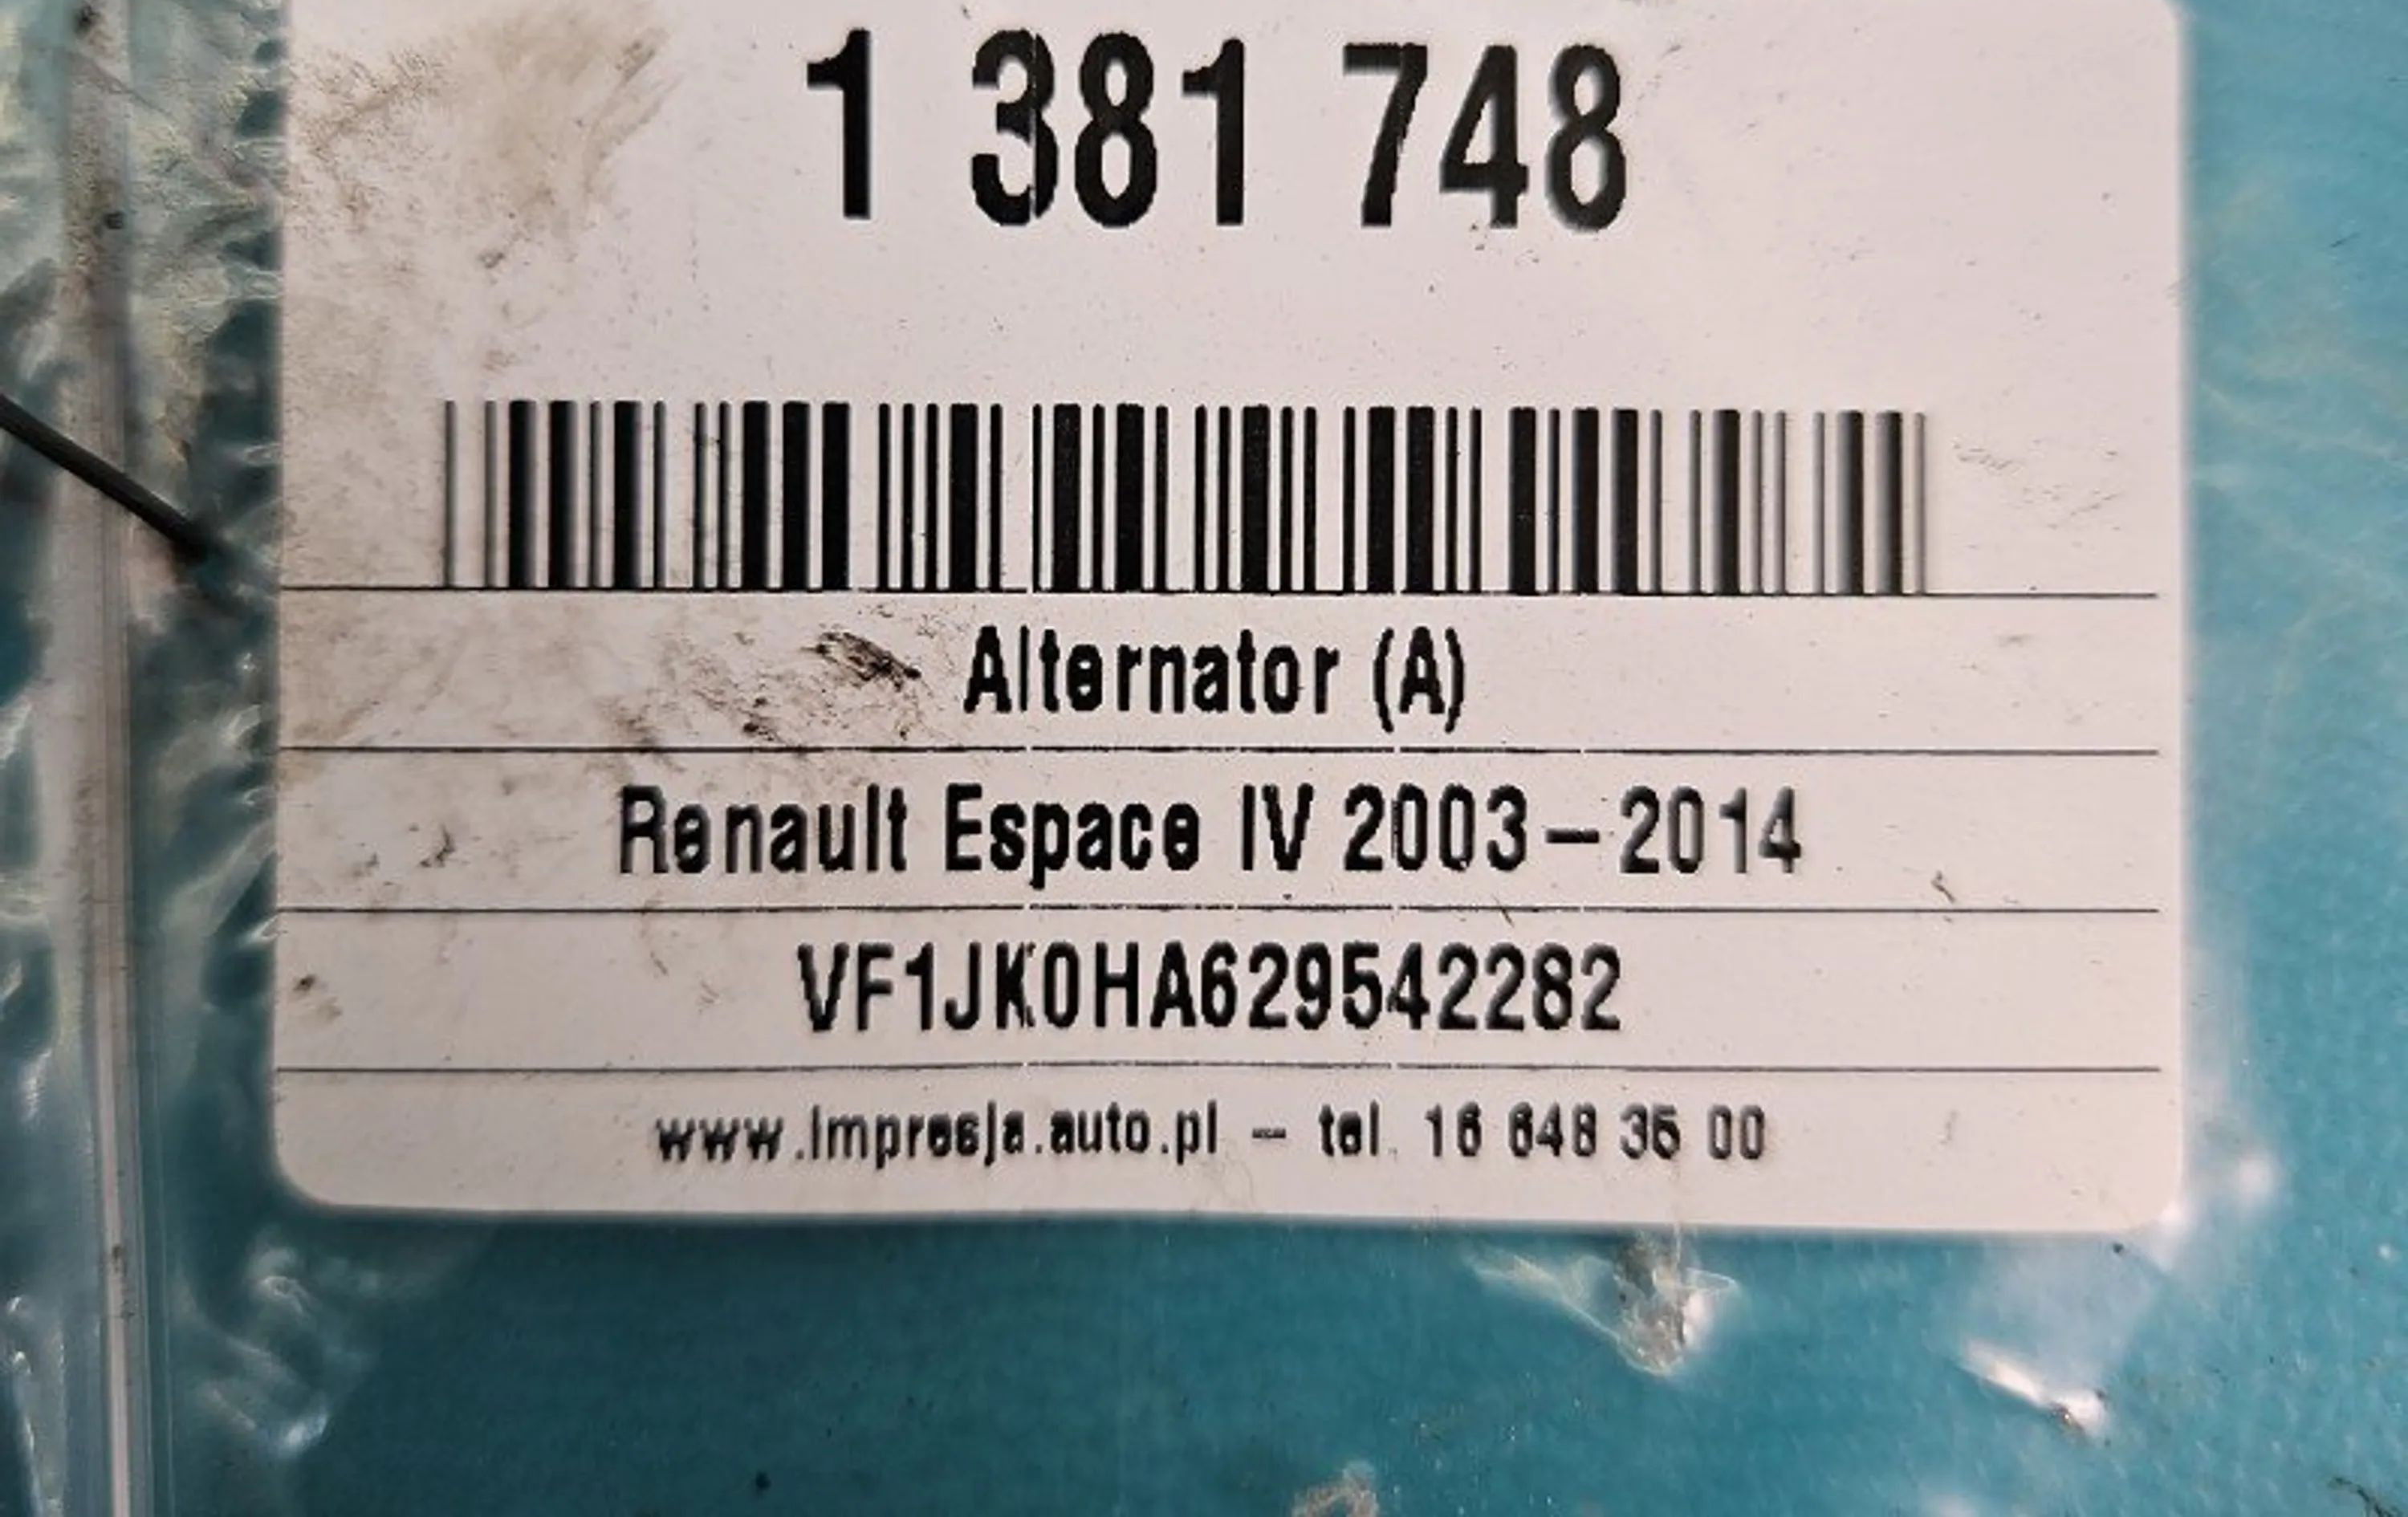 1 381 748
Alternator (A)
Renault Espace IV 2003-2014
VF1JK0HA629542282
www.impresja.auto.pl - tel. 16 648 35 00